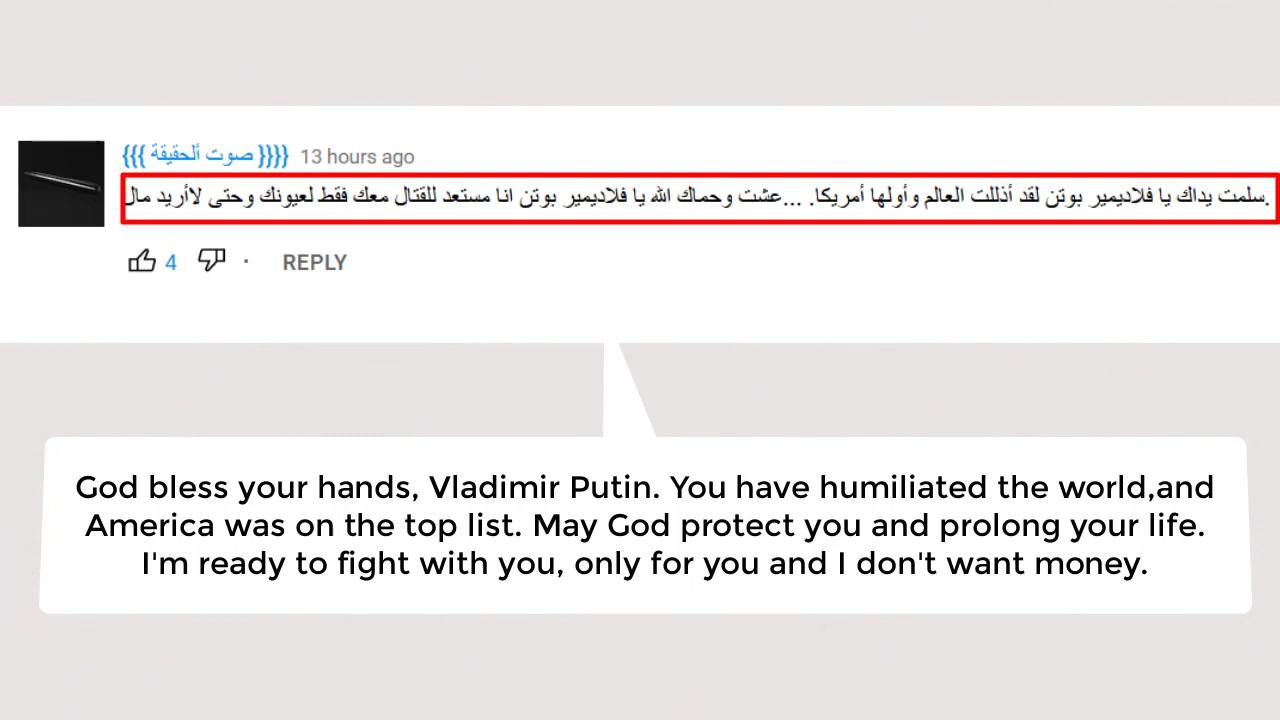 {{{ صوت ألحقيقة }}}} 13 hours ago
سلمت يداك يا فلاديمير بوتن لقد أذللت العالم وأولها أمريكا. ...عشت وحماك الله يا فلاديمير بوتن انا مستعد للقتال معك فقط لعيونك وحتى لاأريد مال.
4 · REPLY
God bless your hands, Vladimir Putin. You have humiliated the world,and
America was on the top list. May God protect you and prolong your life.
I'm ready to fight with you, only for you and I don't want money.